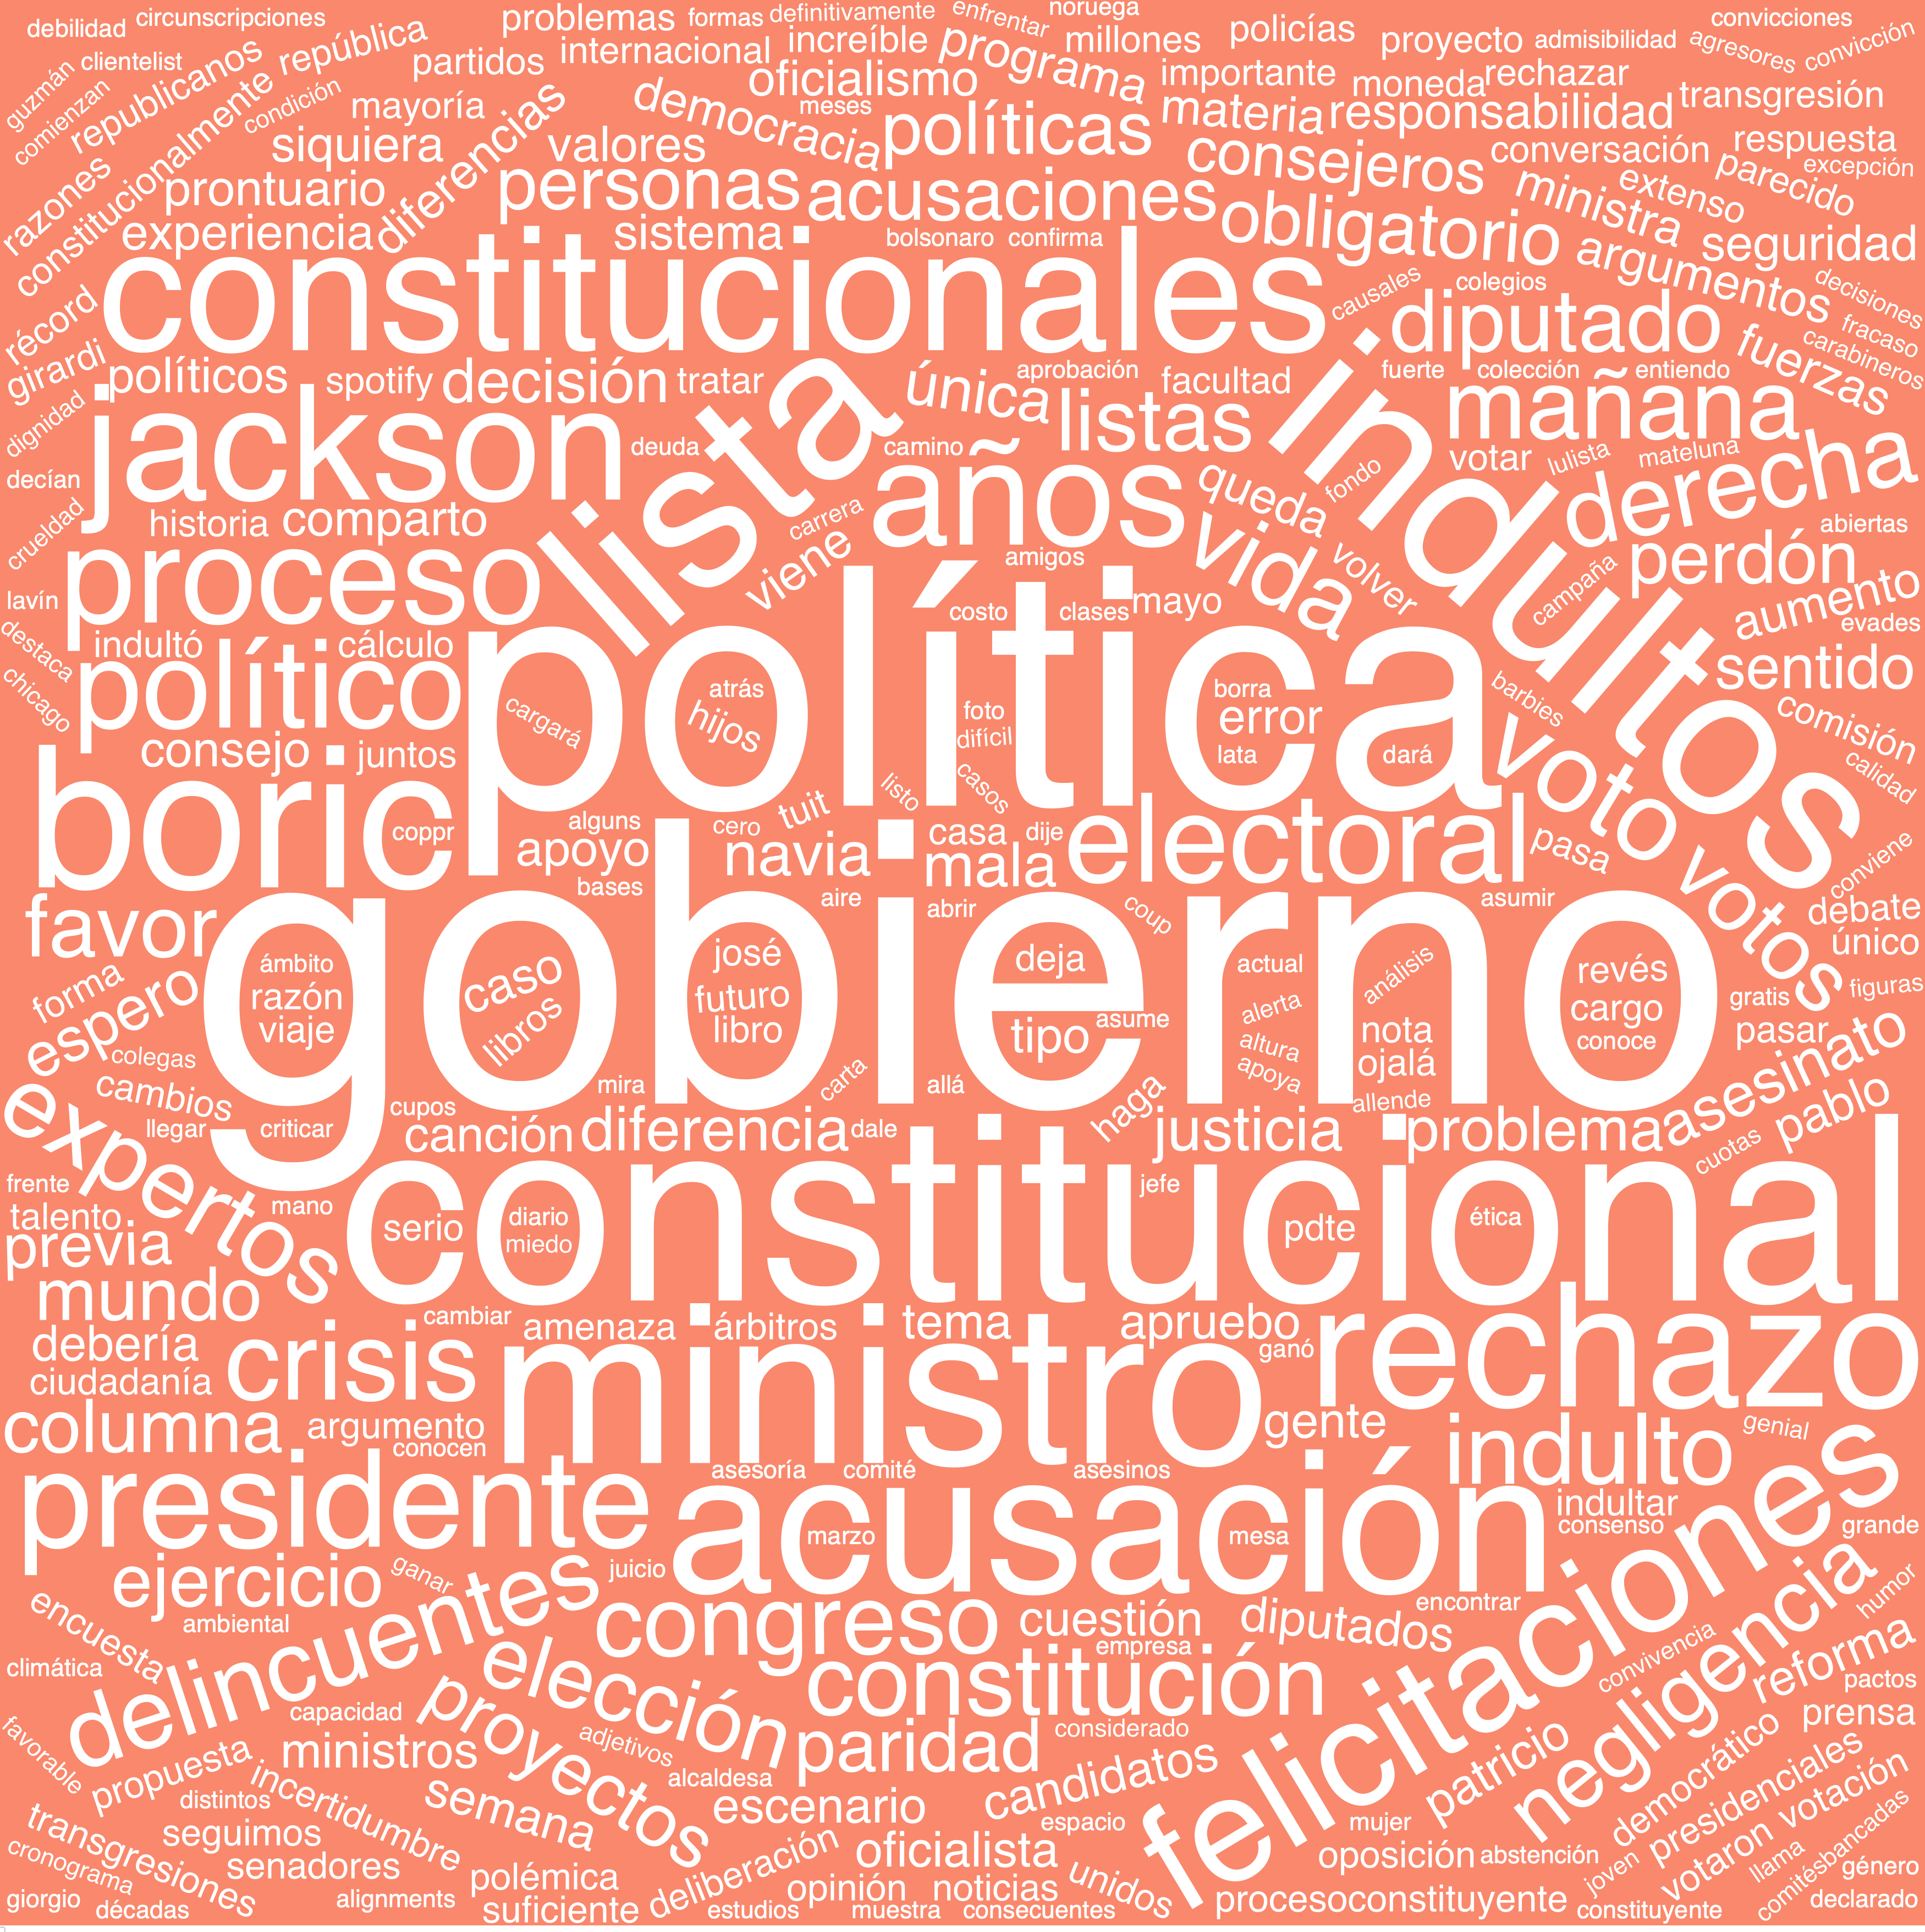 debilidad
circunscripciones
problemas
formas
definitivamente
enfrentar
noruega
convicciones
guzmán
clientelist
comienzan
republicanos
república
partidos
internacional
increíble
programa
millones
policías
proyecto
admisibilidad
agresores
convicción
constitucionalmente
condición
mayoría
oficialismo
meses
importante
moneda
rechazar
transgresión
razones
siquiera
diferencias
valores
democracia
políticas
materia
responsabilidad
respuesta
prontuario
personas
acusaciones
consejeros
conversación
parecido
excepción
experiencia
sistema
bolsonaro
confirma
obligatorio
ministra
extenso
argumentos
seguridad
récord
constitucionales
causales
colegios
diputado
decisiones
fracaso
carabineros
girardi
políticos
spotify
decisión
tratar
única
aprobación
facultad
indultos
fuerte
colección
entiendo
fuerzas
dignidad
jackson
lista
deuda
camino
listas
mañana
decían
votar
lulista
mateluna
derecha
crueldad
historia
comparto
carrera
años
queda
fondo
abiertas
proceso
viene
amigos
vida
volver
campaña
perdón
lavín
costo
clases
mayo
aumento
evades
destaca
indultó
cálculo
política
sentido
chicago
político
cargará
atrás
hijos
foto
difícil
borra
error
lata
dará
barbies
comisión
consejo
juntos
listo
casos
voto
calidad
boric
coppr
alguns
cero
tuit
casa
dije
electoral
pasa
apoyo
navia
mala
votos
conviene
favor
bases
aire
abrir
coup
asumir
debate
único
gobierno
ámbito
razón
viaje
caso
libros
josé
futuro
libro
deja
tipo
asume
actual
alerta
altura
apoya
análisis
nota
ojalá
revés
cargo
conoce
gratis
figuras
forma
espero
pasar
colegas
cambios
mira
carta
allá
haga
allende
asesinato
pablo
llegar
criticar
cupos
canción
diferencia
dale
justicia
problema
cuotas
expertos
frente
mano
constitucional
serio
diario
miedo
jefe
pdte
ética
talento
previa
mundo
cambiar
amenaza
árbitros
tema
apruebo
ganó
rechazo
debería
ciudadanía
crisis
ministro
columna
argumento
conocen
gente
indulto
genial
presidente
asesoría
comité
asesinos
acusación
marzo
mesa
indultar
consenso
grande
ejercicio
ganar
juicio
felicitaciones
encuesta
ambiental
delincuentes
congreso
cuestión
diputados
encontrar
negligencia
humor
climática
elección
empresa
constitución
convivencia
reforma
pactos
favorable
capacidad
proyectos
adjetivos
paridad
considerado
prensa
propuesta
ministros
alcaldesa
candidatos
patricio
democrático
presidenciales
distintos
incertidumbre
semana
escenario
espacio
mujer
votación
transgresiones
seguimos
deliberación
oficialista
unidos
oposición
abstención
joven
votaron
llama
comitésbancadas
género
cronograma
senadores
polémica
opinión
noticias
giorgio
décadas
alignments
suficiente
estudios
muestra
consecuentes
procesoconstituyente
constituyente
declarado